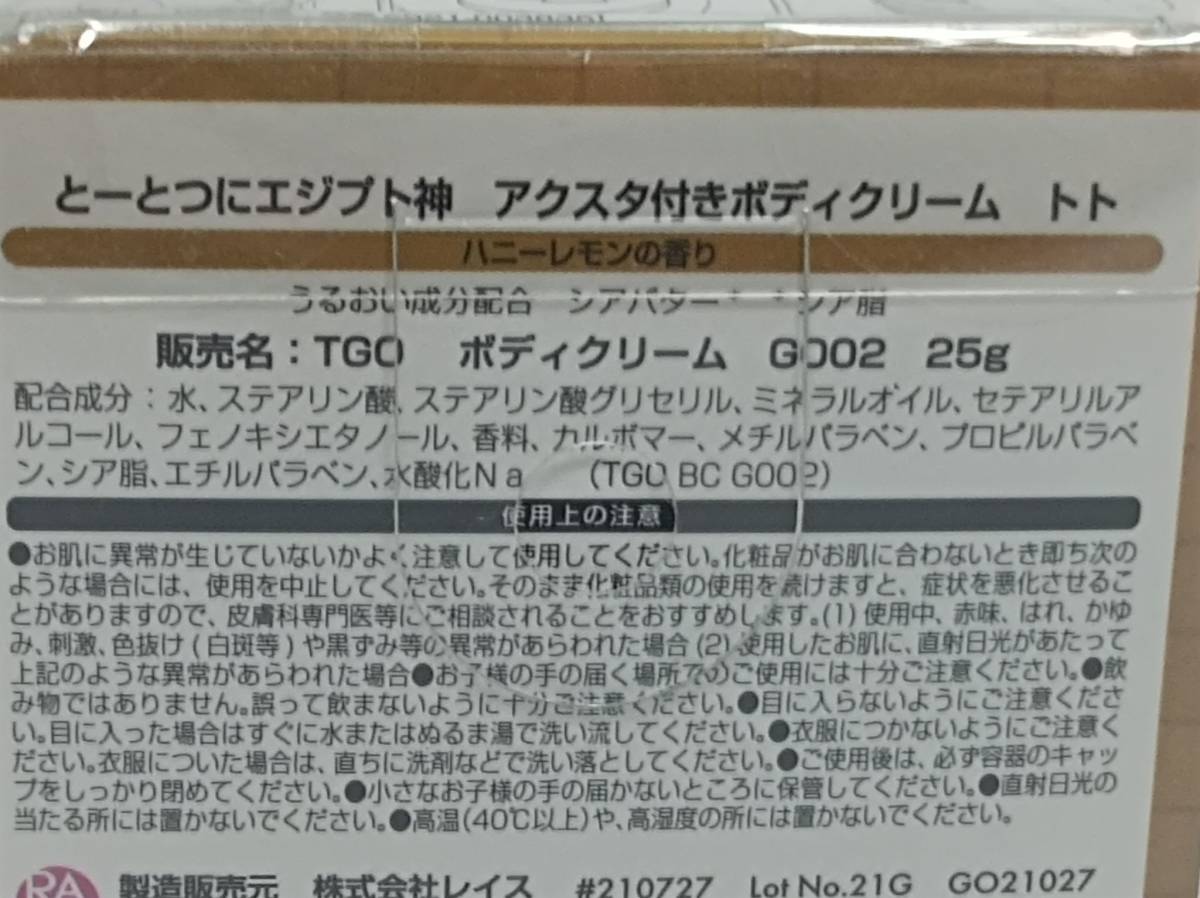 とーとつにエジプト神　アクスタ付きボディクリーム　トト
ハニーレモンの香り
うるおい成分配合　シアバター　シア脂
販売名：TGO　ボディクリーム　G002　25g
配合成分：水、ステアリン酸、ステアリン酸グリセリル、ミネラルオイル、セテアリルア
ルコール、フェノキシエタノール、香料、カルボマー、メチルパラベン、プロピルパラベ
ン、シア脂、エチルパラベン、水酸化Na　（TGO BC G002）
使用上の注意
●お肌に異常が生じていないかよく注意して使用してください。化粧品がお肌に合わないとき即ち次の
ような場合には、使用を中止してください。そのまま化粧品類の使用を続けますと、症状を悪化させるこ
とがありますので、皮膚科専門医等にご相談されることをおすすめします。(1)使用中、赤味、はれ、かゆ
み、刺激、色抜け(白斑等)や黒ずみ等の異常があらわれた場合(2)使用したお肌に、直射日光があたって
上記のような異常があらわれた場合●お子様の手の届く場所でのご使用には十分ご注意ください。●飲
み物ではありません。誤って飲まないように十分ご注意ください。●目に入らないようにご注意くださ
い。目に入った場合はすぐに水またはぬるま湯で洗い流してください。●衣服につかないようにご注意く
ださい。衣服についた場合は、直ちに洗剤などで洗い落としてください。●ご使用後は、必ず容器のキャッ
プをしっかり閉めてください。●小さなお子様の手の届かないところに保管してください。●直射日光の
当たる所には置かないでください。●高温(40℃以上)や、高湿度の所には置かないでください。
RA 製造販売元　株式会社レイス　#210727　Lot No.21G　GO21027